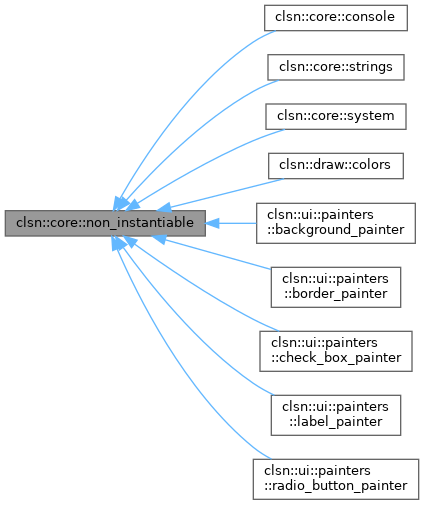 clsn::core::console
clsn::core::strings
clsn::core::system
clsn::draw::colors
clsn::core::non_instantiable
clsn::ui::painters
::background_painter
clsn::ui::painters
::border_painter
clsn::ui::painters
::check_box_painter
clsn::ui::painters
::label_painter
clsn::ui::painters
::radio_button_painter